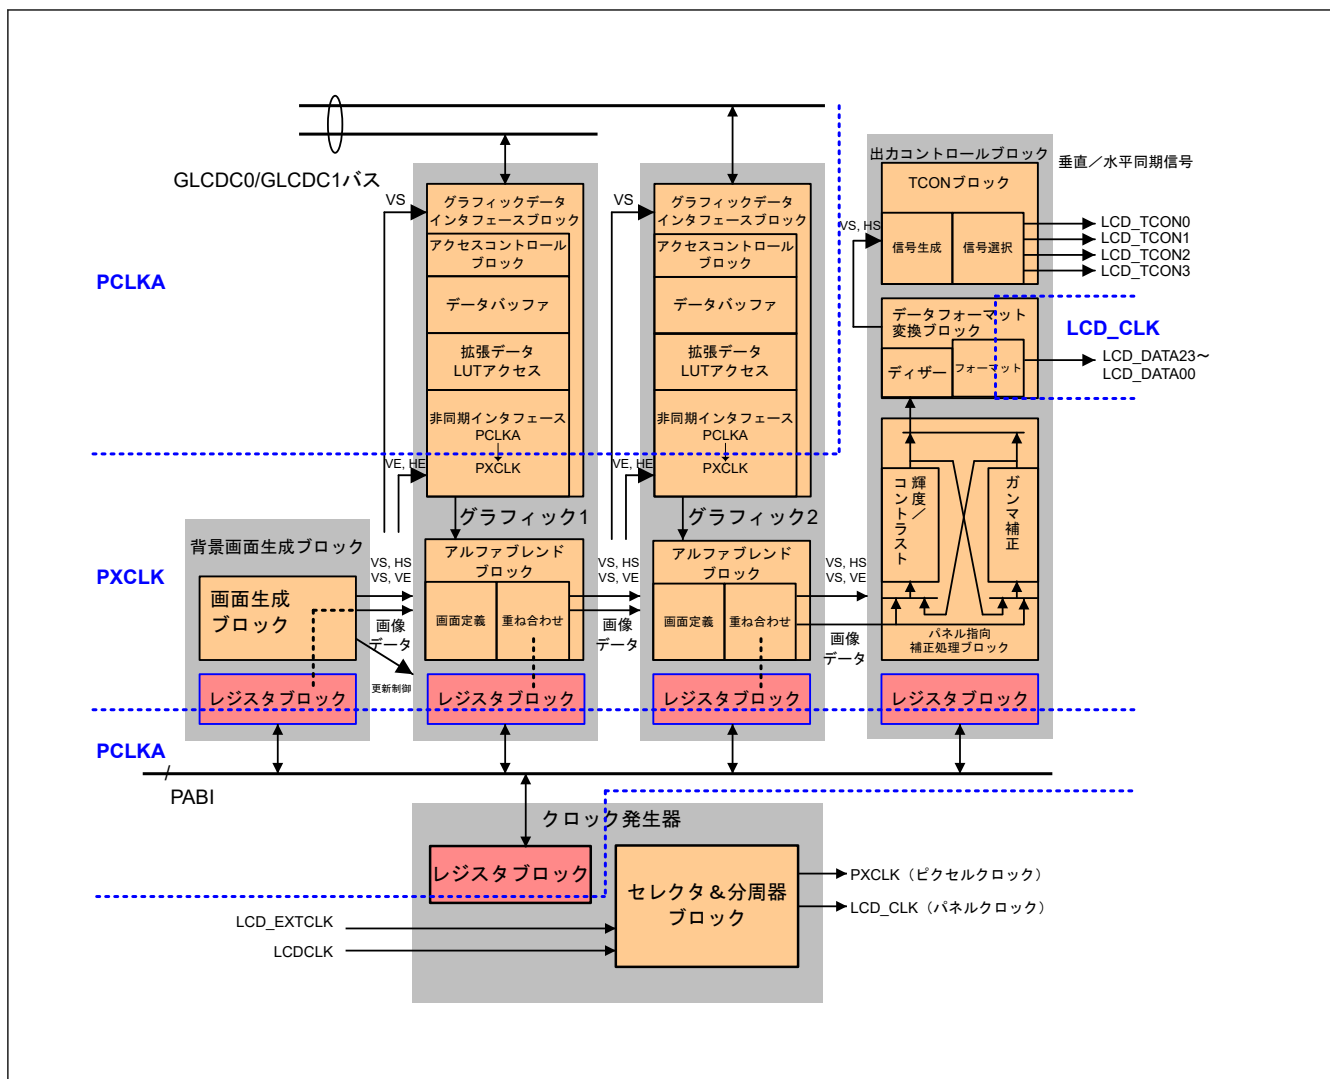 GLCDC0/GLCDC1バス
PCLKA
VS
グラフィックデータ
インタフェースブロック
アクセスコントロール
ブロック
データバッファ
拡張データ
LUTアクセス
非同期インタフェース
PCLKA
PXCLK
VE, HE
グラフィック1
VS
グラフィックデータ
インタフェースブロック
アクセスコントロール
ブロック
データバッファ
拡張データ
LUTアクセス
非同期インタフェース
PCLKA
PXCLK
VE, HE
グラフィック2
出力コントロールブロック
垂直／水平同期信号
TCONブロック
VS, HS
信号生成
信号選択
LCD_TCON0
LCD_TCON1
LCD_TCON2
LCD_TCON3
データフォーマット
変換ブロック
ディザー
フォーマット
LCD_CLK
LCD_DATA23～
LCD_DATA00
輝度／
コントラスト
ガンマ補正
パネル指向
補正処理ブロック
レジスタブロック
PXCLK
背景画面生成ブロック
画面生成
ブロック
レジスタブロック
VS, HS
VS, VE
画像
データ
更新制御
アルファブレンド
ブロック
画面定義
重ね合わせ
レジスタブロック
VS, HS
VS, VE
画像
データ
アルファブレンド
ブロック
画面定義
重ね合わせ
レジスタブロック
VS, HS
VS, VE
画像
データ
PCLKA
PABI
クロック発生器
レジスタブロック
セレクタ＆分周器
ブロック
LCD_EXTCLK
LCDCLK
PXCLK（ピクセルクロック）
LCD_CLK（パネルクロック）